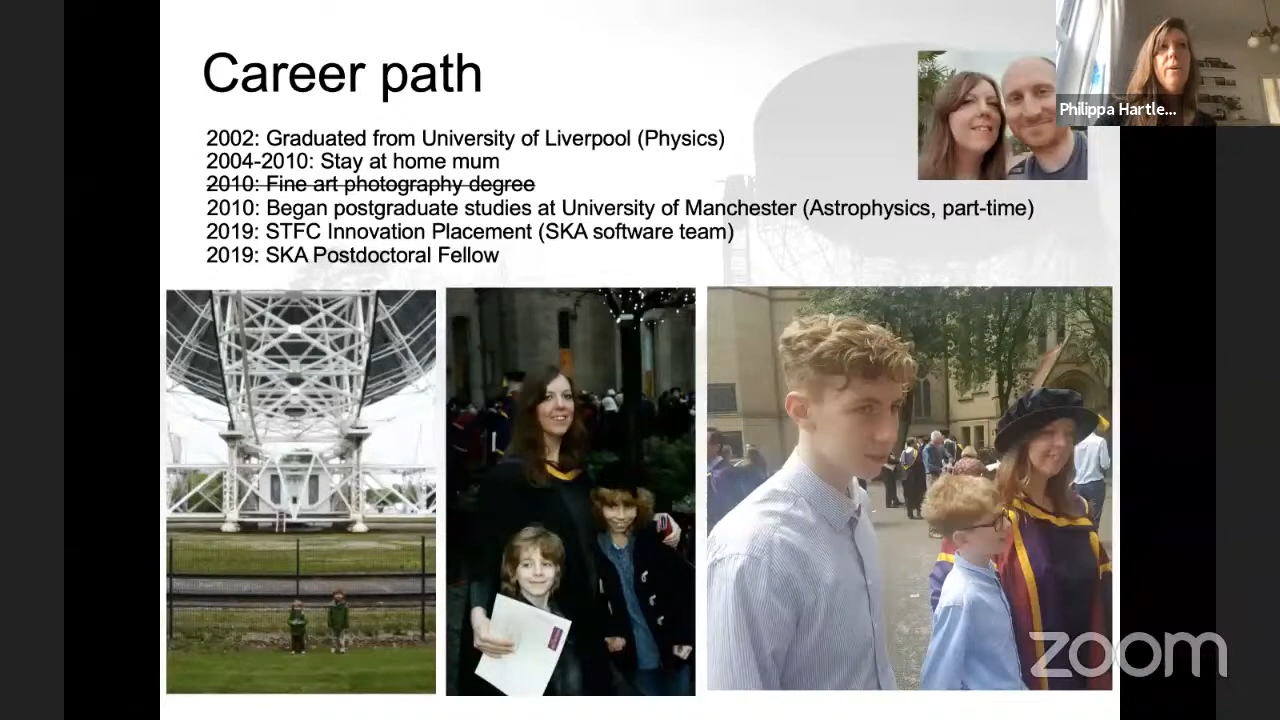 Career path
Philippa Hartle...
2002: Graduated from University of Liverpool (Physics)
2004-2010: Stay at home mum
2010: Fine art photography degree
2010: Began postgraduate studies at University of Manchester (Astrophysics, part-time)
2019: STFC Innovation Placement (SKA software team)
2019: SKA Postdoctoral Fellow
zoom